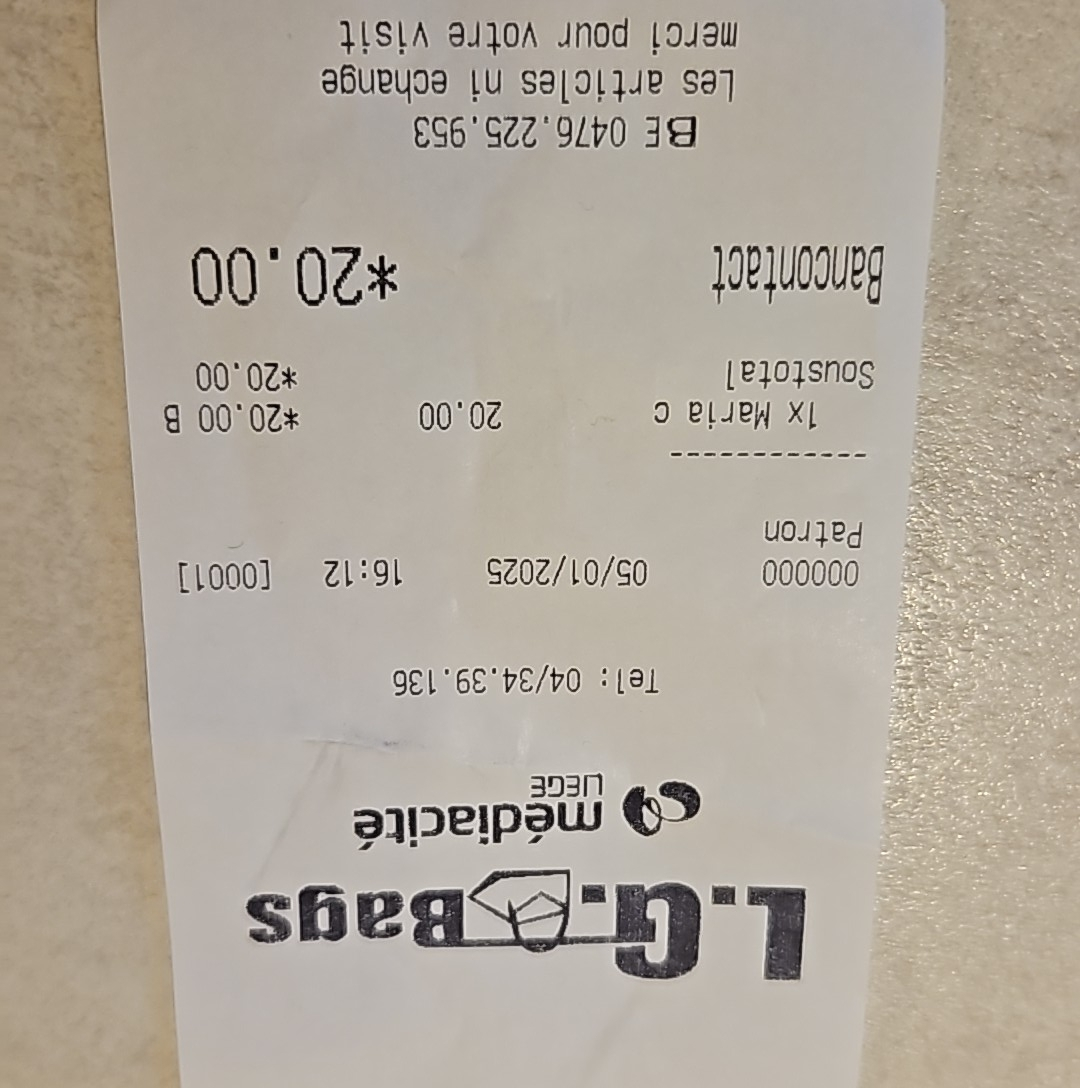 L.G. Bags
médiacité
LIEGE
Tel: 04/34.39.136
000000 05/01/2025 16:12 [0001]
Patron
------------
1x Maria c 20.00 *20.00 B
Soustotal *20.00
Bancontact *20.00
BE 0476.225.953
Les articles ni echange
merci pour votre visit